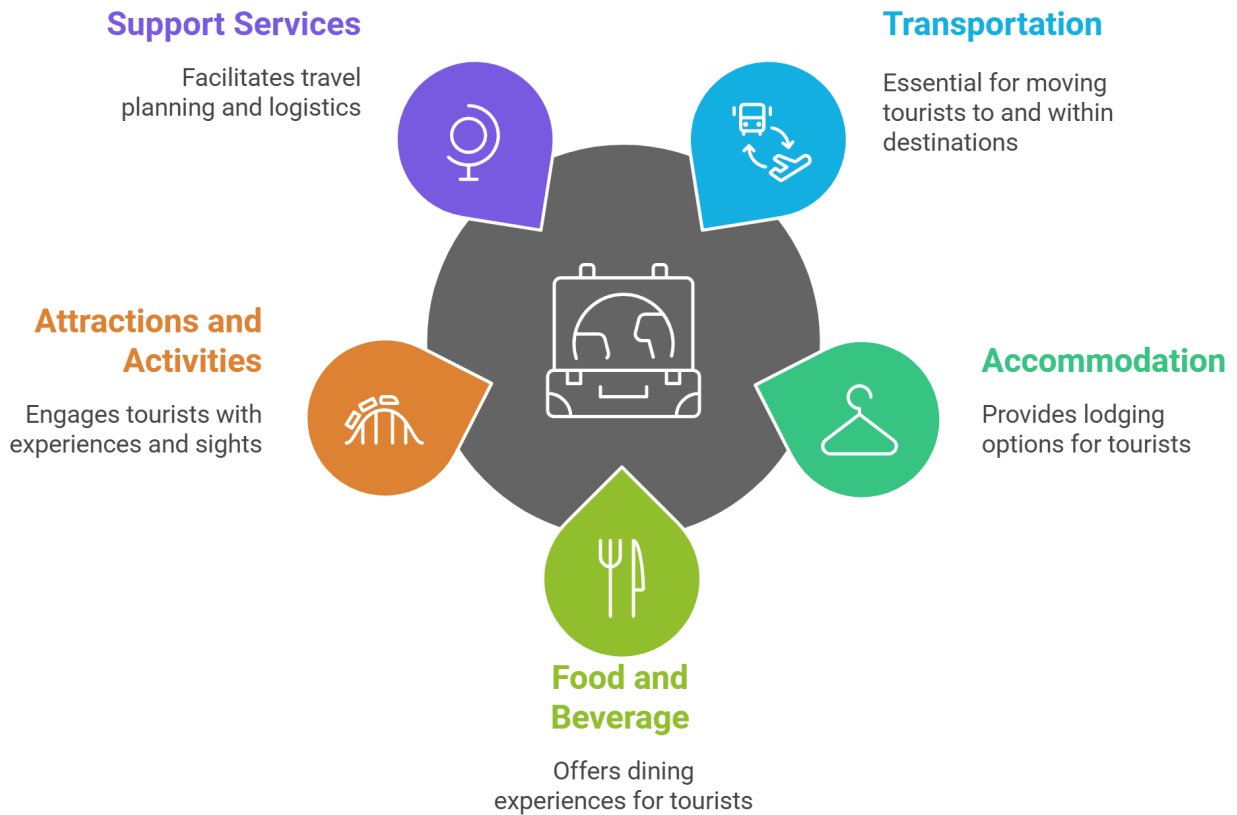 Support Services
Facilitates travel
planning and logistics
Transportation
Essential for moving
tourists to and within
destinations
Attractions and
Activities
Engages tourists with
experiences and sights
Accommodation
Provides lodging
options for tourists
Food and
Beverage
Offers dining
experiences for tourists